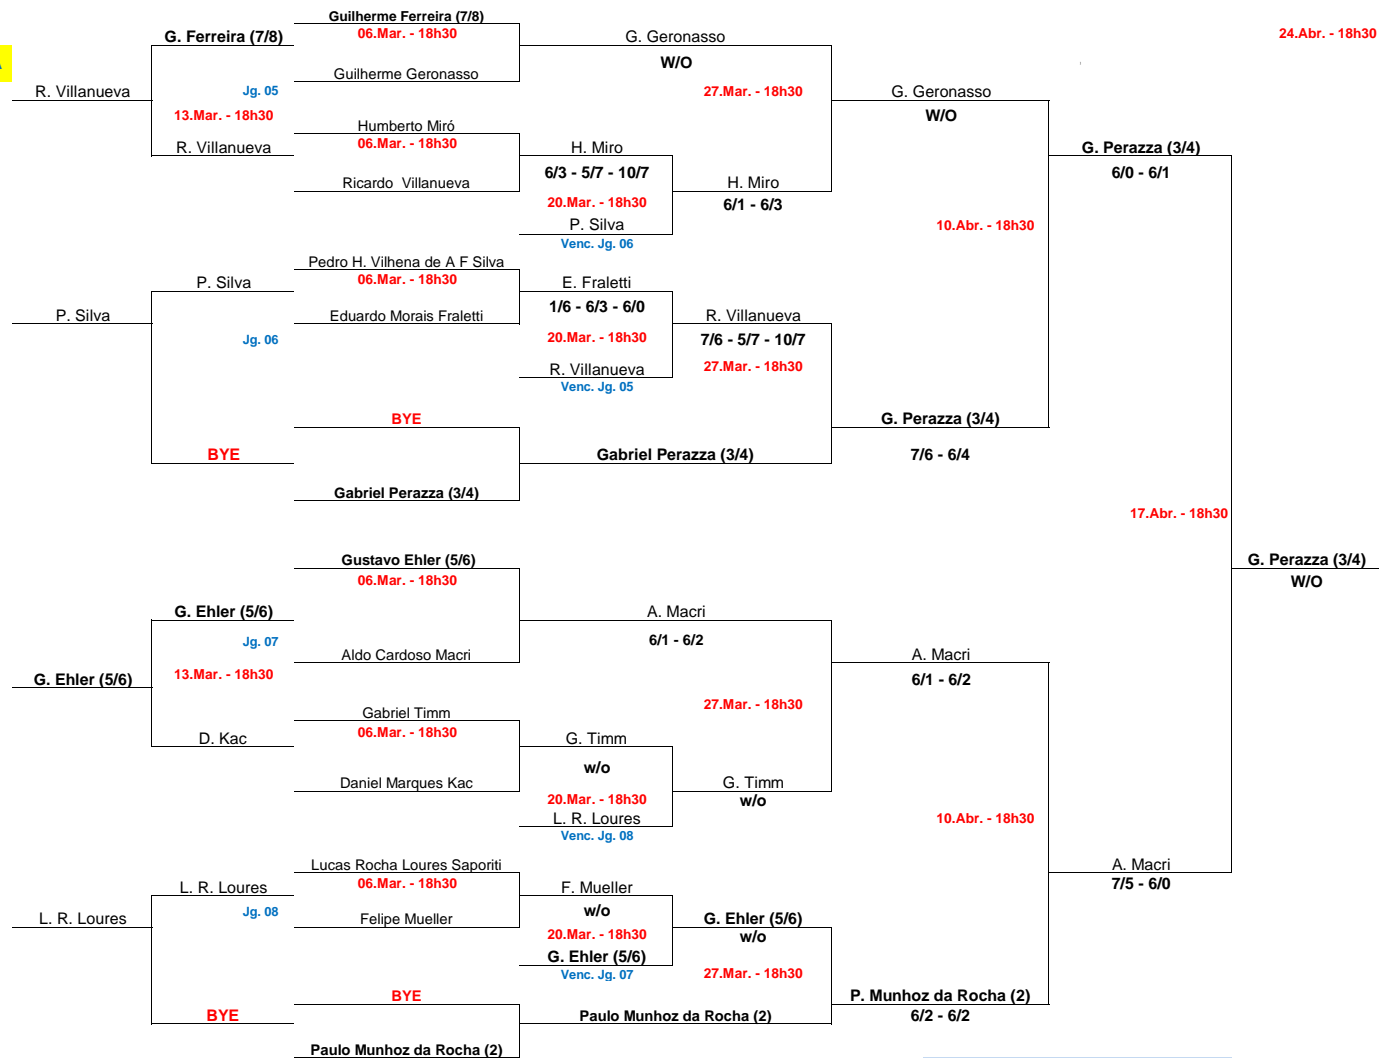 Guilherme Ferreira (7/8)
24.Abr. - 18h30
G. Ferreira (7/8)
06.Mar. - 18h30
G. Geronasso
W/O
Guilherme Geronasso
R. Villanueva
Jg. 05
27.Mar. - 18h30
G. Geronasso
13.Mar. - 18h30
W/O
Humberto Miró
R. Villanueva
06.Mar. - 18h30
H. Miro
G. Perazza (3/4)
6/3 - 5/7 - 10/7
6/0 - 6/1
Ricardo Villanueva
H. Miro
20.Mar. - 18h30
6/1 - 6/3
P. Silva
10.Abr. - 18h30
Venc. Jg. 06
Pedro H. Vilhena de A F Silva
P. Silva
06.Mar. - 18h30
E. Fraletti
1/6 - 6/3 - 6/0
P. Silva
Eduardo Morais Fraletti
R. Villanueva
Jg. 06
20.Mar. - 18h30
7/6 - 5/7 - 10/7
R. Villanueva
27.Mar. - 18h30
Venc. Jg. 05
BYE
G. Perazza (3/4)
BYE
Gabriel Perazza (3/4)
7/6 - 6/4
Gabriel Perazza (3/4)
17.Abr. - 18h30
Gustavo Ehler (5/6)
G. Perazza (3/4)
06.Mar. - 18h30
W/O
G. Ehler (5/6)
A. Macri
Jg. 07
6/1 - 6/2
Aldo Cardoso Macri
A. Macri
G. Ehler (5/6)
13.Mar. - 18h30
6/1 - 6/2
27.Mar. - 18h30
Gabriel Timm
D. Kac
06.Mar. - 18h30
G. Timm
w/o
Daniel Marques Kac
G. Timm
20.Mar. - 18h30
w/o
L. R. Loures
10.Abr. - 18h30
Venc. Jg. 08
Lucas Rocha Loures Saporiti
A. Macri
L. R. Loures
06.Mar. - 18h30
F. Mueller
7/5 - 6/0
L. R. Loures
Jg. 08
Felipe Mueller
w/o
G. Ehler (5/6)
20.Mar. - 18h30
w/o
G. Ehler (5/6)
Venc. Jg. 07
27.Mar. - 18h30
BYE
P. Munhoz da Rocha (2)
BYE
Paulo Munhoz da Rocha (2)
6/2 - 6/2
Paulo Munhoz da Rocha (2)